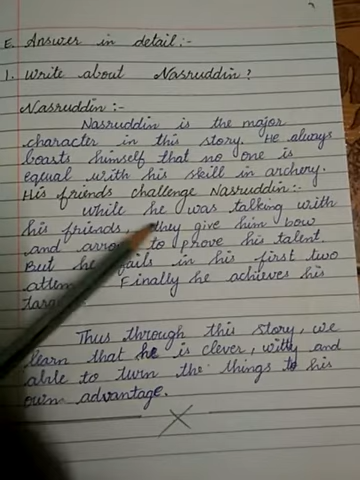 E. Answer in detail:-
1. Write about Nasruddin?
Nasruddin :-
Nasruddin is the major
character in this story. He always
boasts himself that no one is
equal with his skill in archery.
His friends challenge Nasruddin:-
While he was talking with
his friends, they give him bow
and arrow to prove his talent.
But he fails in his first two
Finally he achieves his
Thus through this story, we
learn that he is clever, witty and
able to turn the things to his
own advantage.